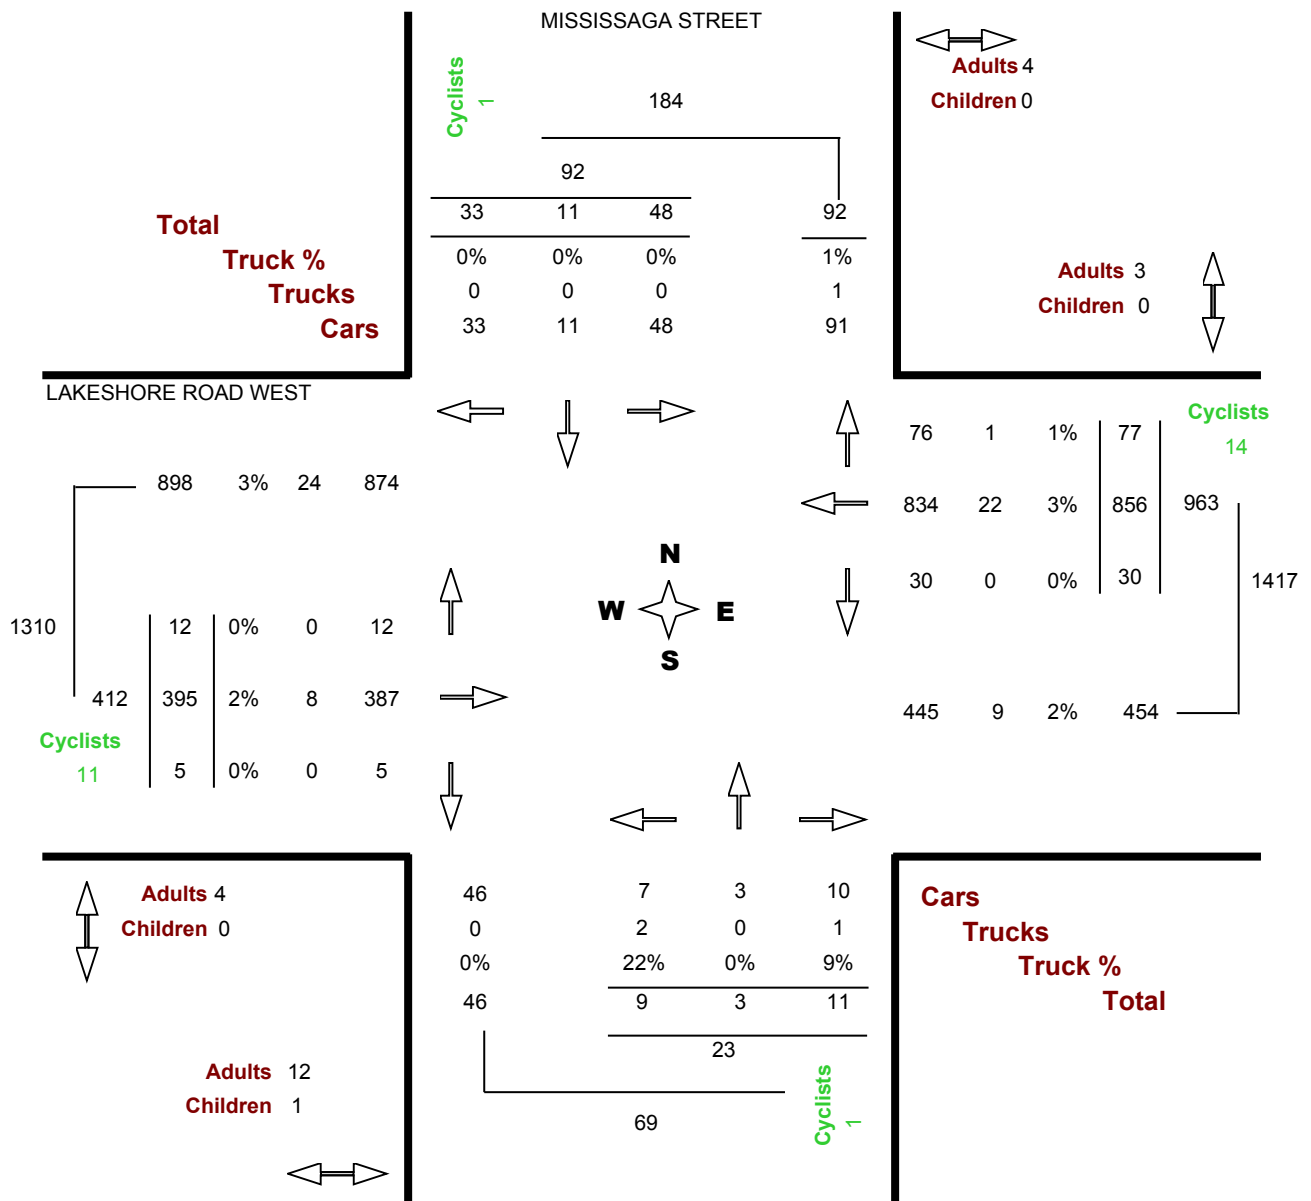 MISSISSAGA STREET
Cyclists
1
184
Adults 4
Children 0
92
33 11 48 92
Total
Truck % 0% 0% 0% 1%
Trucks 0 0 0 1
Cars 33 11 48 91
Adults 3
Children 0
LAKESHORE ROAD WEST
Cyclists
14
76 1 1% 77
898 3% 24 874
834 22 3% 856 963
N
W E
S
30 0 0% 30
1417
1310
12 0% 0 12
412 395 2% 8 387
445 9 2% 454
Cyclists
11
5 0% 0 5
Adults 4
Children 0
46 7 3 10
0 2 0 1
0% 22% 0% 9%
46 9 3 11
Cars
Trucks
Truck %
Total
23
Adults 12
Children 1
69
Cyclists
1